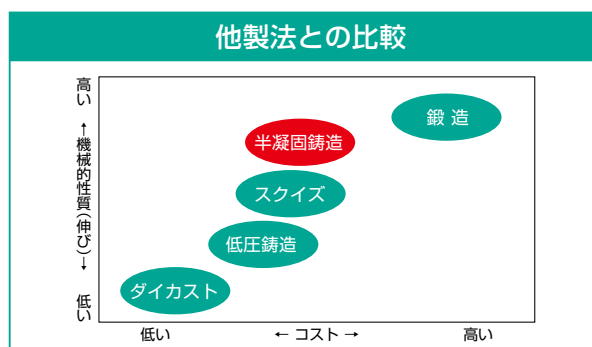 他製法との比較
高い
←機械的性質(伸び)→
低い
鍛 造
半凝固鋳造
スクイズ
低圧鋳造
ダイカスト
低い
← コスト →
高い